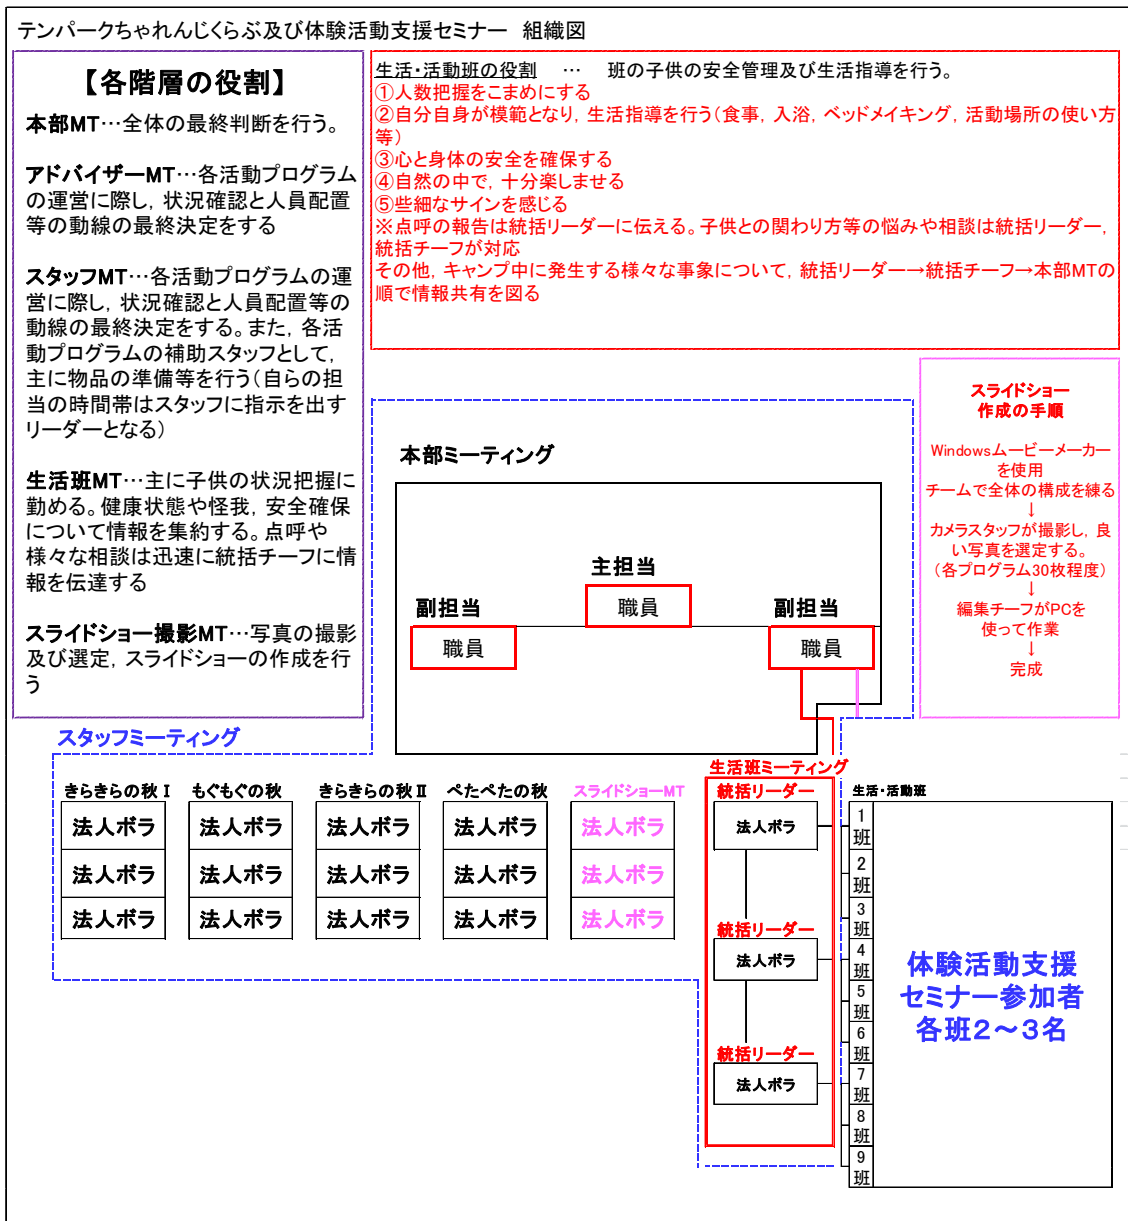 テンパークちゃれんじくらぶ及び体験活動支援セミナー 組織図
【各階層の役割】
本部MT…全体の最終判断を行う。
アドバイザーMT…各活動プログラム
の運営に際し，状況確認と人員配置
等の動線の最終決定をする
スタッフMT…各活動プログラムの運
営に際し，状況確認と人員配置等の
動線の最終決定をする。また，各活
動プログラムの補助スタッフとして，
主に物品の準備等を行う（自らの担
当の時間帯はスタッフに指示を出す
リーダーとなる）
生活班MT…主に子供の状況把握に
勤める。健康状態や怪我，安全確保
について情報を集約する。点呼や
様々な相談は迅速に統括チーフに情
報を伝達する
スライドショー撮影MT…写真の撮影
及び選定，スライドショーの作成を行
う
生活・活動班の役割 … 班の子供の安全管理及び生活指導を行う。
①人数把握をこまめにする
②自分自身が模範となり，生活指導を行う（食事，入浴，ベッドメイキング，活動場所の使い方
等）
③心と身体の安全を確保する
④自然の中で，十分楽しませる
⑤些細なサインを感じる
※点呼の報告は統括リーダーに伝える。子供との関わり方等の悩みや相談は統括リーダー，
統括チーフが対応
その他，キャンプ中に発生する様々な事象について，統括リーダー→統括チーフ→本部MTの
順で情報共有を図る
スライドショー
作成の手順
Windowsムービーメーカー
を使用
チームで全体の構成を練る
↓
カメラスタッフが撮影し，良
い写真を選定する。
（各プログラム30枚程度）
↓
編集チーフがPCを
使って作業
↓
完成
本部ミーティング
主担当
職員
副担当
職員
副担当
職員
スタッフミーティング
きらきらの秋Ⅰ
法人ボラ
法人ボラ
法人ボラ
もぐもぐの秋
法人ボラ
法人ボラ
法人ボラ
きらきらの秋Ⅱ
法人ボラ
法人ボラ
法人ボラ
ぺたぺたの秋
法人ボラ
法人ボラ
法人ボラ
スライドショーMT
法人ボラ
法人ボラ
法人ボラ
生活班ミーティング
統括リーダー
法人ボラ
統括リーダー
法人ボラ
統括リーダー
法人ボラ
生活・活動班
1
班
2
班
3
班
4
班
5
班
6
班
7
班
8
班
9
班
体験活動支援
セミナー参加者
各班２～３名